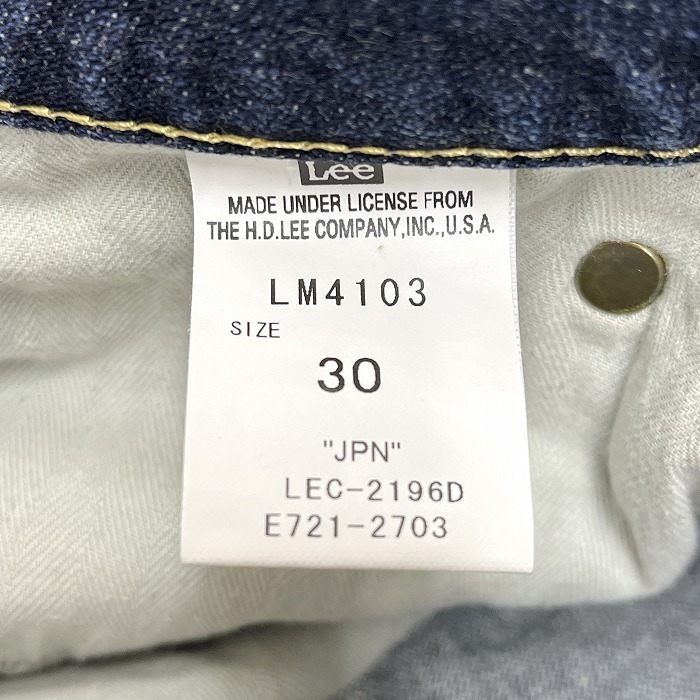 Lee
MADE UNDER LICENSE FROM
THE H.D.LEE COMPANY,INC.,U.S.A.
LM4103
SIZE
30
"JPN"
LEC-2196D
E721-2703